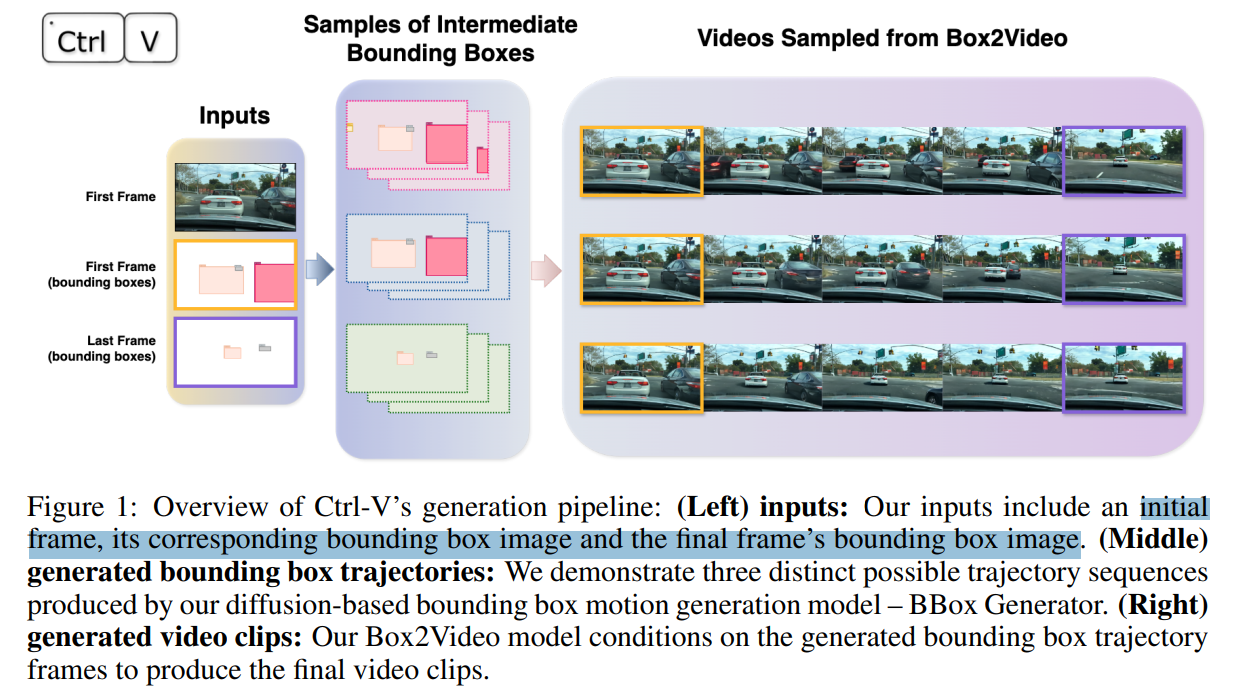 Ctrl V
Samples of Intermediate
Bounding Boxes
Videos Sampled from Box2Video
Inputs
First Frame
First Frame
(bounding boxes)
Last Frame
(bounding boxes)
Figure 1: Overview of Ctrl-V’s generation pipeline: (Left) inputs: Our inputs include an initial
frame, its corresponding bounding box image and the final frame’s bounding box image. (Middle)
generated bounding box trajectories: We demonstrate three distinct possible trajectory sequences
produced by our diffusion-based bounding box motion generation model – BBox Generator. (Right)
generated video clips: Our Box2Video model conditions on the generated bounding box trajectory
frames to produce the final video clips.